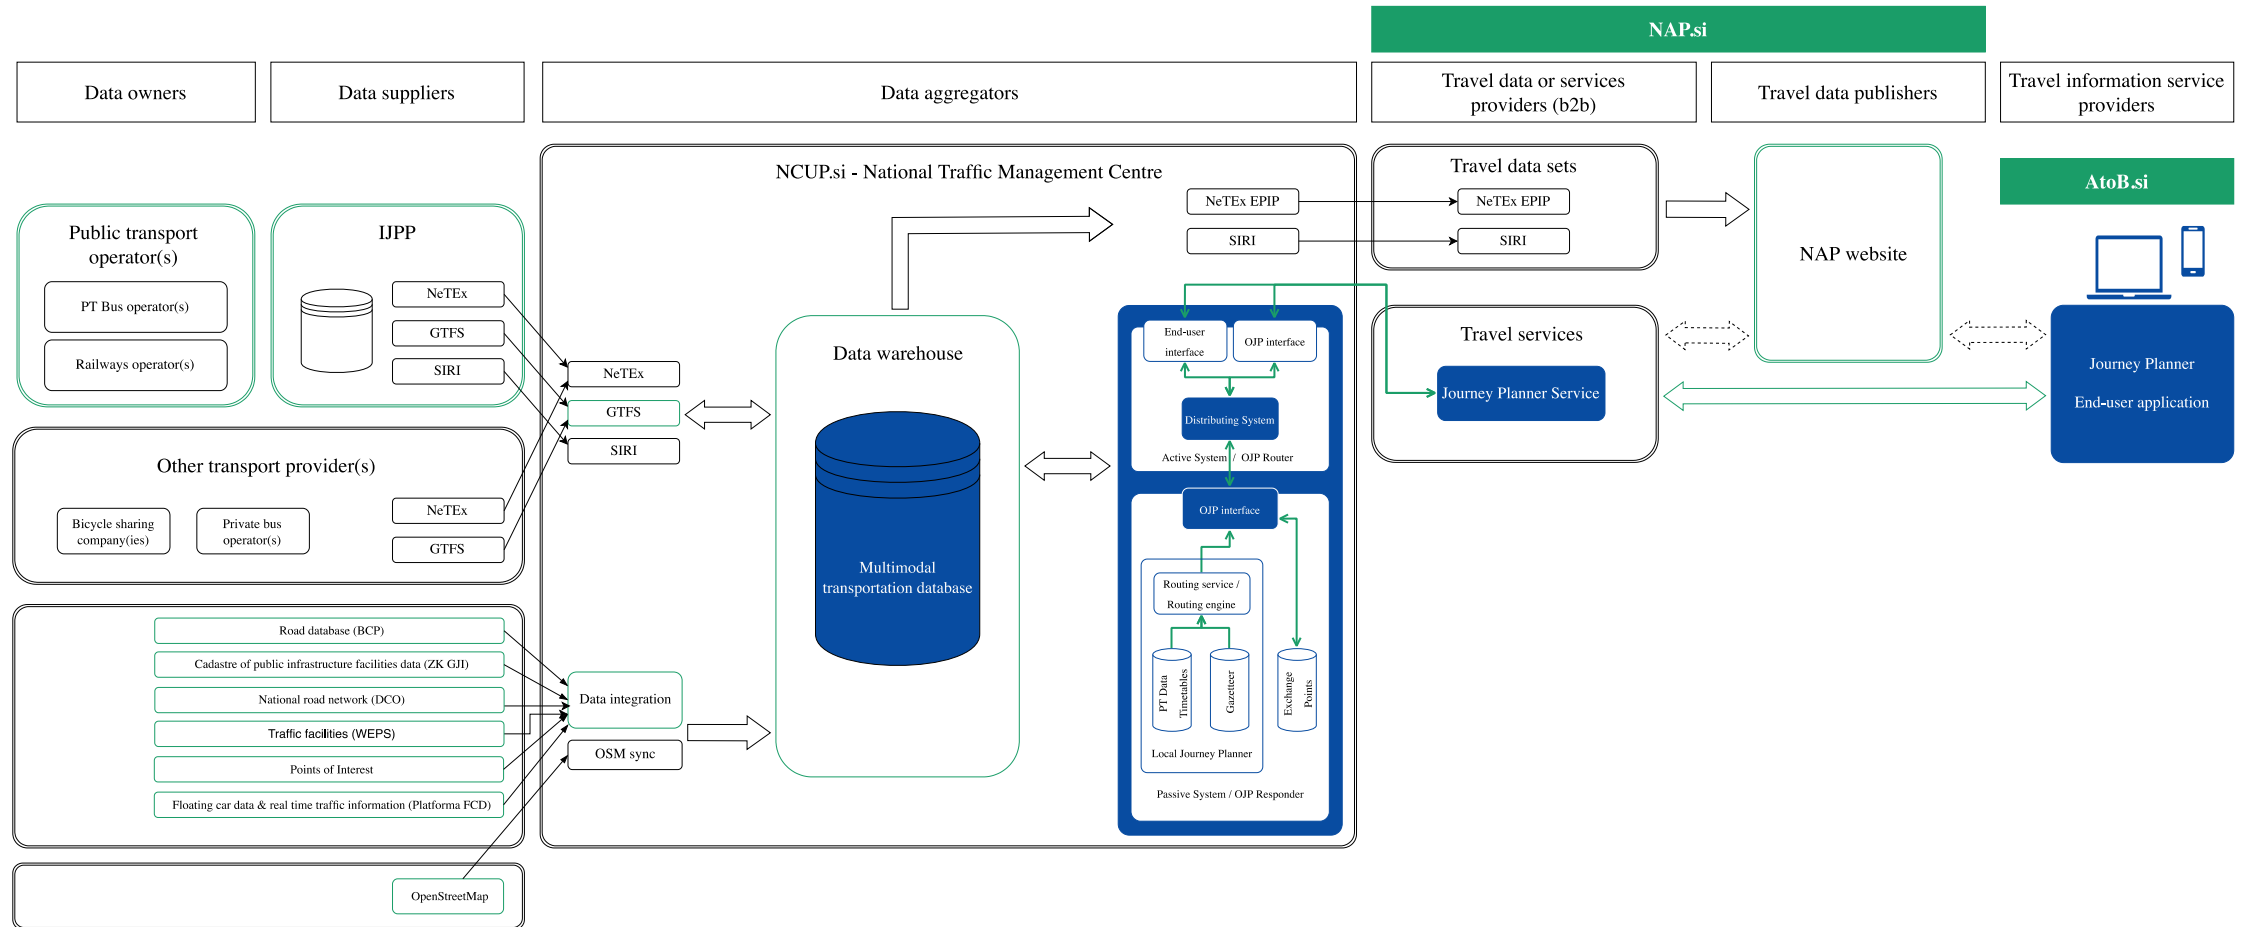 NAP.si
Data owners
Data suppliers
Data aggregators
Travel data or services
providers (b2b)
Travel data publishers
Travel information service
providers
Public transport
operator(s)
PT Bus operator(s)
Railways operator(s)
IJPP
NeTEx
GTFS
SIRI
Other transport provider(s)
Bicycle sharing
company(ies)
Private bus
operator(s)
NeTEx
GTFS
Road database (BCP)
Cadastre of public infrastructure facilities data (ZK GJI)
National road network (DCO)
Traffic facilities (WEPS)
Points of Interest
Floating car data & real time traffic information (Platforma FCD)
OpenStreetMap
NCUP.si - National Traffic Management Centre
NeTEx
GTFS
SIRI
Data integration
OSM sync
Data warehouse
Multimodal
transportation database
NeTEx EPIP
SIRI
End-user
interface
OJP interface
Distributing System
Active System / OJP Router
OJP interface
Routing service /
Routing engine
PT Data
Timetables
Gazetteer
Exchange
Points
Local Journey Planner
Passive System / OJP Responder
Travel data sets
NeTEx EPIP
SIRI
Travel services
Journey Planner Service
NAP website
AtoB.si
Journey Planner
End-user application